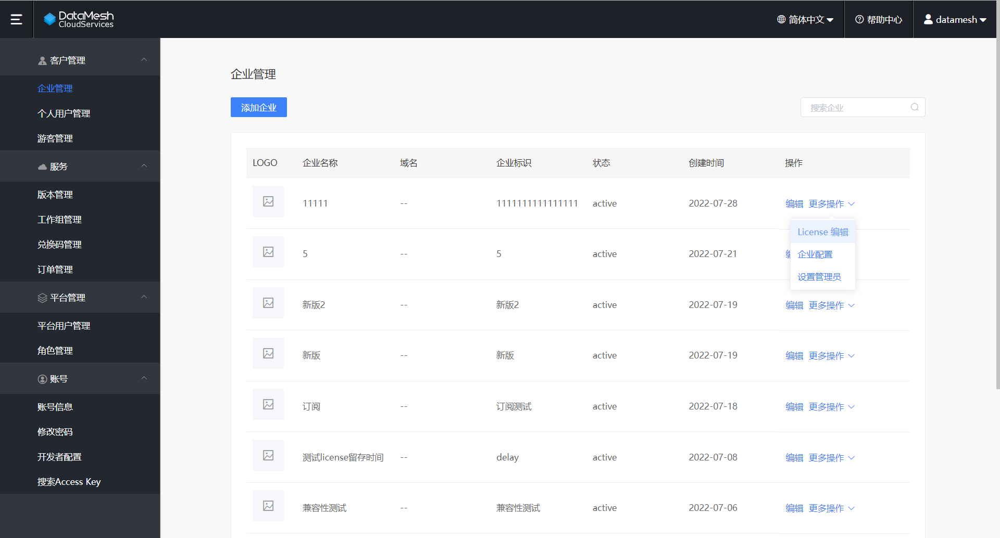 DataMesh
CloudServices
简体中文
帮助中心
datamesh
客户管理
企业管理
个人用户管理
游客管理
服务
版本管理
工作组管理
兑换码管理
订单管理
平台管理
平台用户管理
角色管理
账号
账号信息
修改密码
开发者配置
搜索Access Key
企业管理
添加企业
搜索企业
LOGO 企业名称 域名 企业标识 状态 创建时间 操作
11111 -- 1111111111111111 active 2022-07-28 编辑 更多操作
License 编辑
企业配置
设置管理员
5 -- 5 active 2022-07-21
新版2 -- 新版2 active 2022-07-19 编辑 更多操作
新版 -- 新版 active 2022-07-19 编辑 更多操作
订阅 -- 订阅测试 active 2022-07-18 编辑 更多操作
测试license留存时间 -- delay active 2022-07-08 编辑 更多操作
兼容性测试 -- 兼容性测试 active 2022-07-06 编辑 更多操作